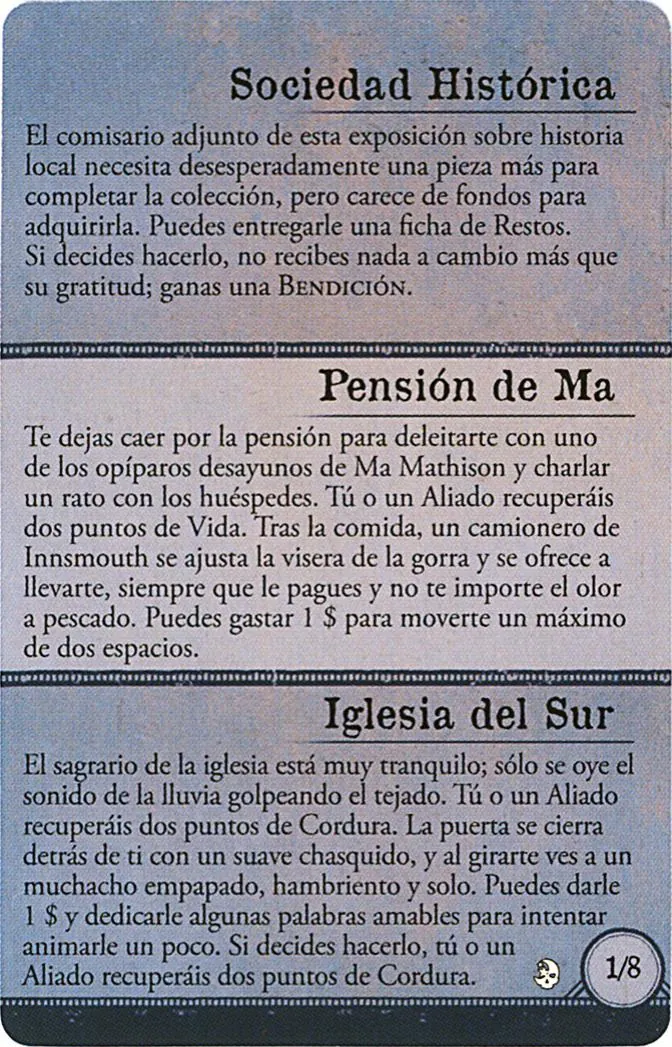 Sociedad Histórica
El comisario adjunto de esta exposición sobre historia
local necesita desesperadamente una pieza más para
completar la colección, pero carece de fondos para
adquirirla. Puedes entregarle una ficha de Restos.
Si decides hacerlo, no recibes nada a cambio más que
su gratitud; ganas una BENDICIÓN.
Pensión de Ma
Te dejas caer por la pensión para deleitarte con uno
de los opíparos desayunos de Ma Mathison y charlar
un rato con los huéspedes. Tú o un Aliado recuperáis
dos puntos de Vida. Tras la comida, un camionero de
Innsmouth se ajusta la visera de la gorra y se ofrece a
llevarte, siempre que le pagues y no te importe el olor
a pescado. Puedes gastar 1 $ para moverte un máximo
de dos espacios.
Iglesia del Sur
El sagrario de la iglesia está muy tranquilo; sólo se oye el
sonido de la lluvia golpeando el tejado. Tú o un Aliado
recuperáis dos puntos de Cordura. La puerta se cierra
detrás de ti con un suave chasquido, y al girarte ves a un
muchacho empapado, hambriento y solo. Puedes darle
1 $ y dedicarle algunas palabras amables para intentar
animarle un poco. Si decides hacerlo, tú o un
Aliado recuperáis dos puntos de Cordura.
1/8